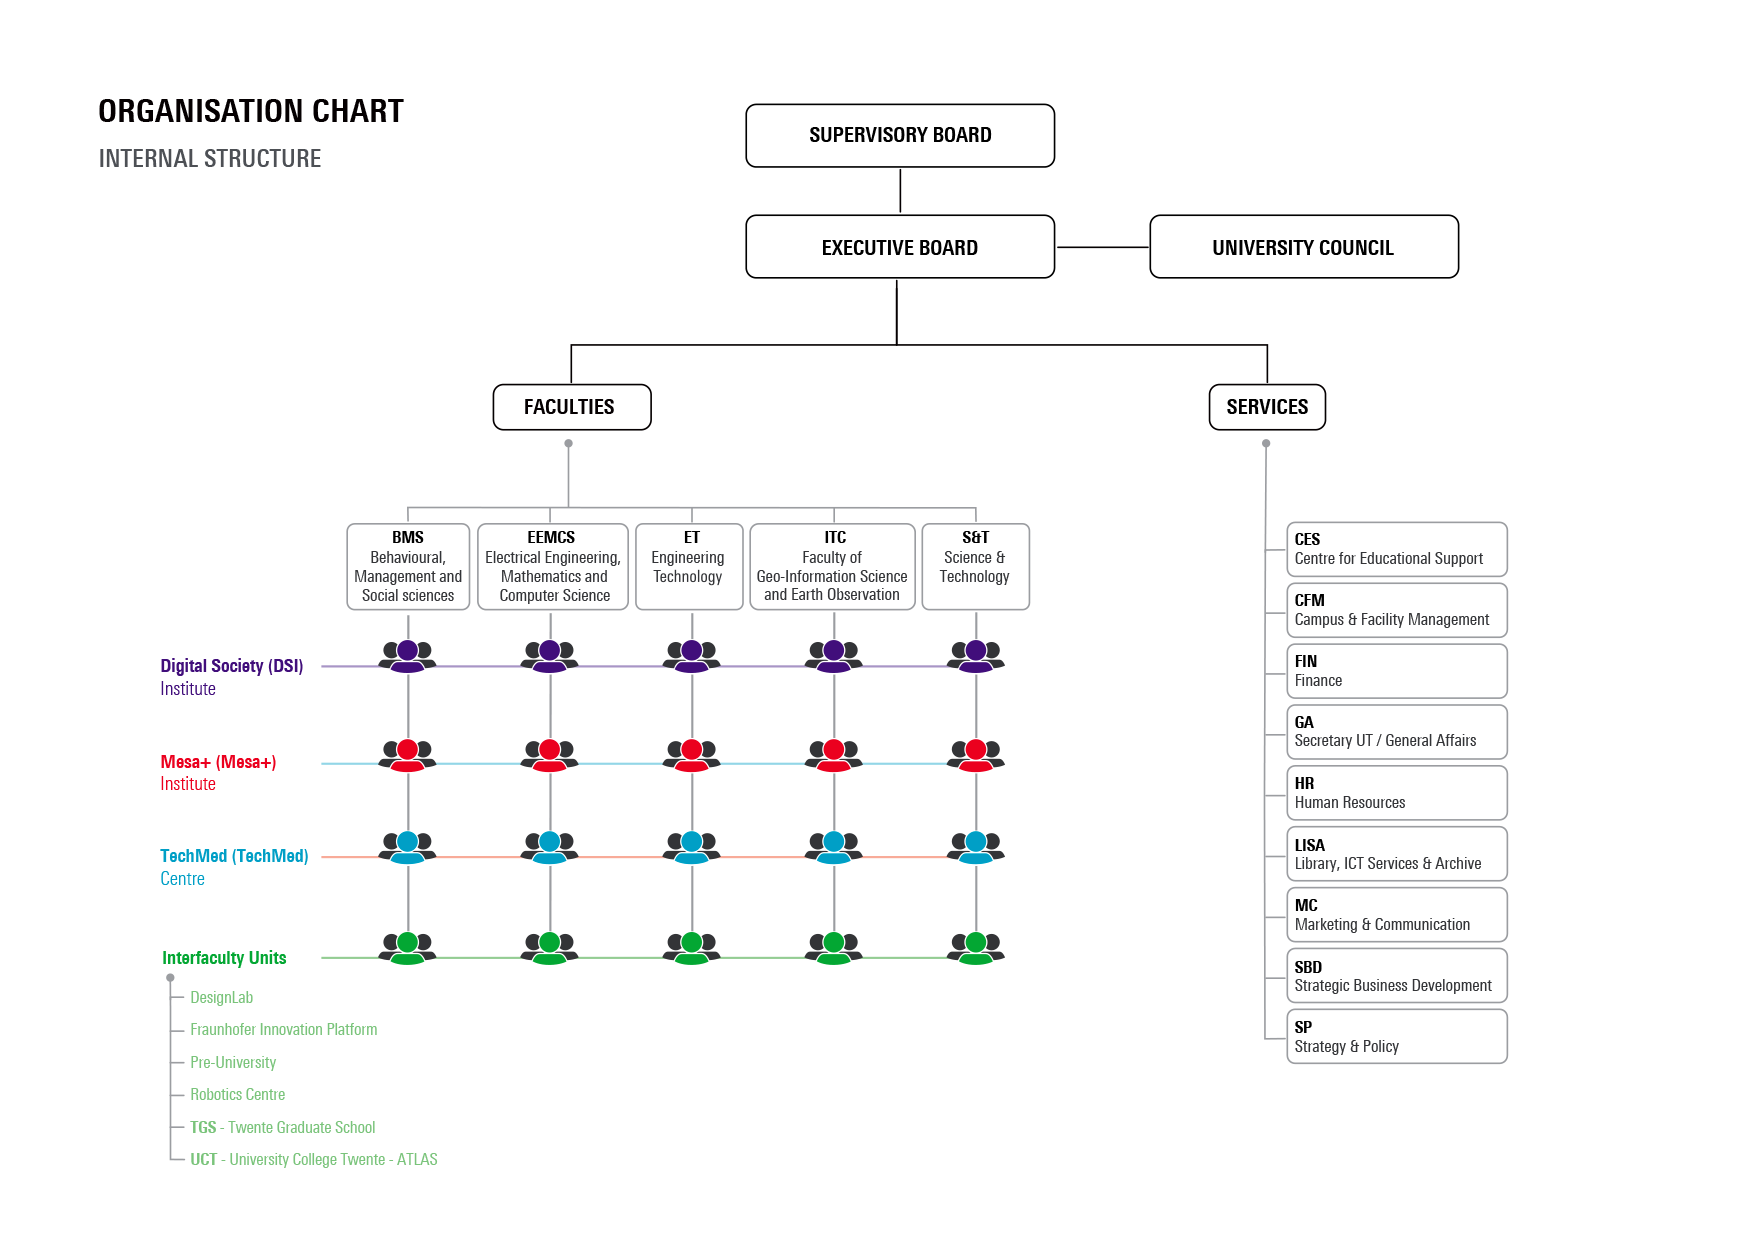 ORGANISATION CHART
INTERNAL STRUCTURE
SUPERVISORY BOARD
EXECUTIVE BOARD
UNIVERSITY COUNCIL
FACULTIES
SERVICES
BMS
Behavioural,
Management and
Social sciences
EEMCS
Electrical Engineering,
Mathematics and
Computer Science
ET
Engineering
Technology
ITC
Faculty of
Geo-Information Science
and Earth Observation
S&T
Science &
Technology
Digital Society (DSI)
Institute
Mesa+ (Mesa+)
Institute
TechMed (TechMed)
Centre
Interfaculty Units
DesignLab
Fraunhofer Innovation Platform
Pre-University
Robotics Centre
TGS - Twente Graduate School
UCT - University College Twente - ATLAS
CES
Centre for Educational Support
CFM
Campus & Facility Management
FIN
Finance
GA
Secretary UT / General Affairs
HR
Human Resources
LISA
Library, ICT Services & Archive
MC
Marketing & Communication
SBD
Strategic Business Development
SP
Strategy & Policy